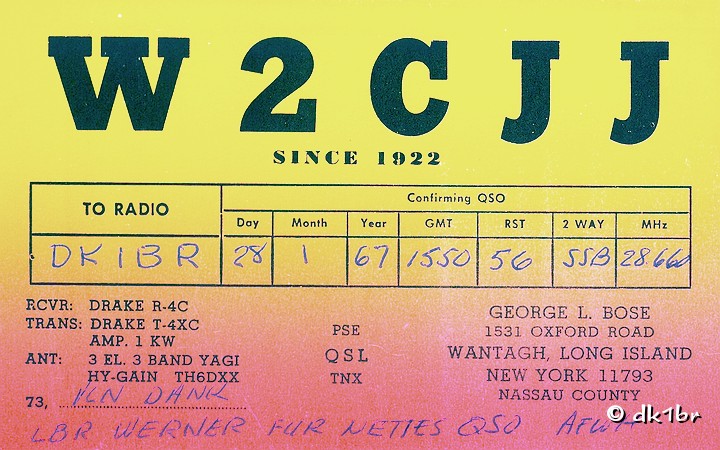 W2CJJ
SINCE 1922
TO RADIO
Confirming QSO
Day Month Year GMT RST 2 WAY MHz
DK1BR 28 1 67 1550 56 SSB 28.660
RCVR: DRAKE R-4C
TRANS: DRAKE T-4XC
AMP. 1 KW
ANT: 3 EL. 3 BAND YAGI
HY-GAIN TH6DXX
PSE
QSL
TNX
GEORGE L. BOSE
1531 OXFORD ROAD
WANTAGH, LONG ISLAND
NEW YORK 11793
NASSAU COUNTY
73, VLN DANK
LBR WERNER FUR NETTES QSO
© dk1br